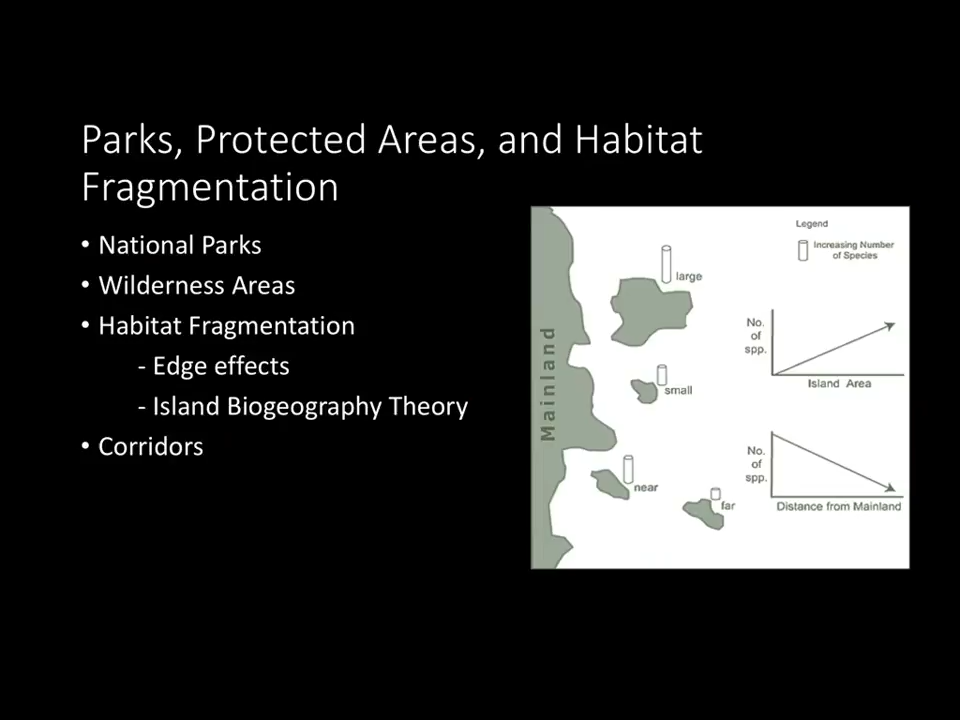 Parks, Protected Areas, and Habitat
Fragmentation
• National Parks
• Wilderness Areas
• Habitat Fragmentation
- Edge effects
- Island Biogeography Theory
• Corridors
Mainland
large
small
near
far
Legend
Increasing Number
of Species
No.
of
spp.
Island Area
No.
of
spp.
Distance from Mainland